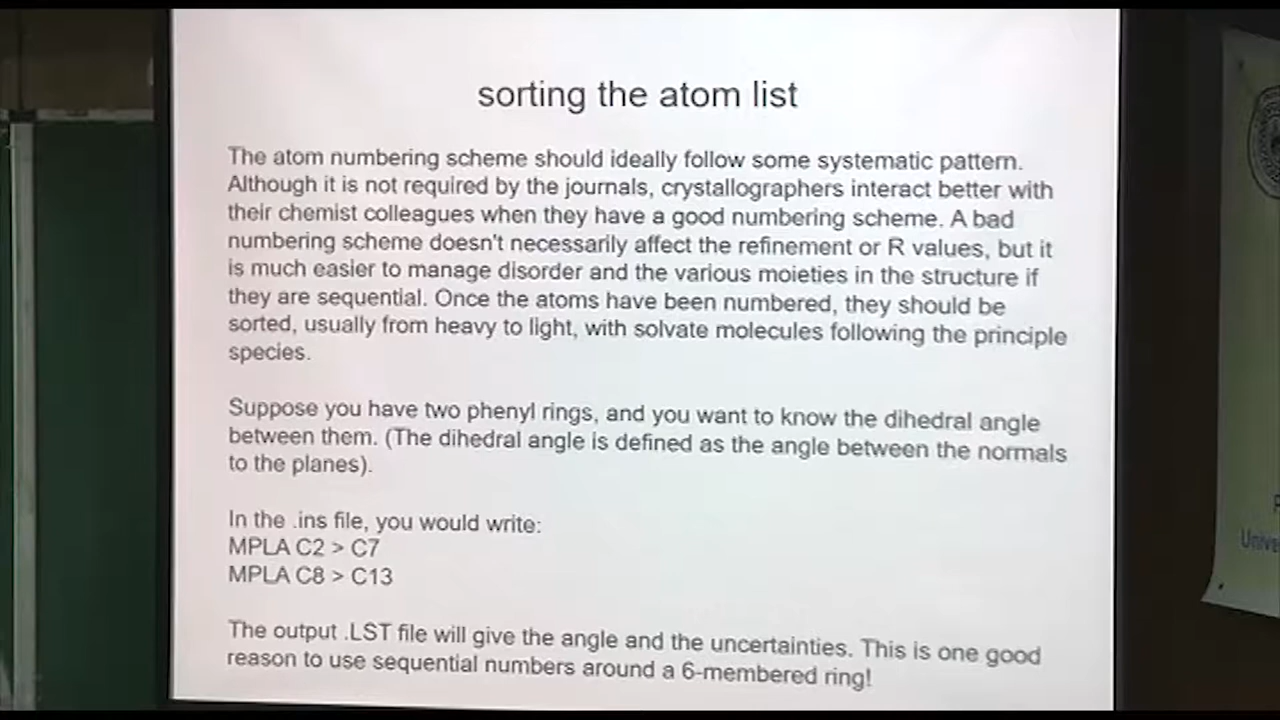 sorting the atom list
The atom numbering scheme should ideally follow some systematic pattern.
Although it is not required by the journals, crystallographers interact better with
their chemist colleagues when they have a good numbering scheme. A bad
numbering scheme doesn't necessarily affect the refinement or R values, but it
is much easier to manage disorder and the various moieties in the structure if
they are sequential. Once the atoms have been numbered, they should be
sorted, usually from heavy to light, with solvate molecules following the principle
species.
Suppose you have two phenyl rings, and you want to know the dihedral angle
between them. (The dihedral angle is defined as the angle between the normals
to the planes).
In the .ins file, you would write:
MPLA C2 > C7
MPLA C8 > C13
The output .LST file will give the angle and the uncertainties. This is one good
reason to use sequential numbers around a 6-membered ring!